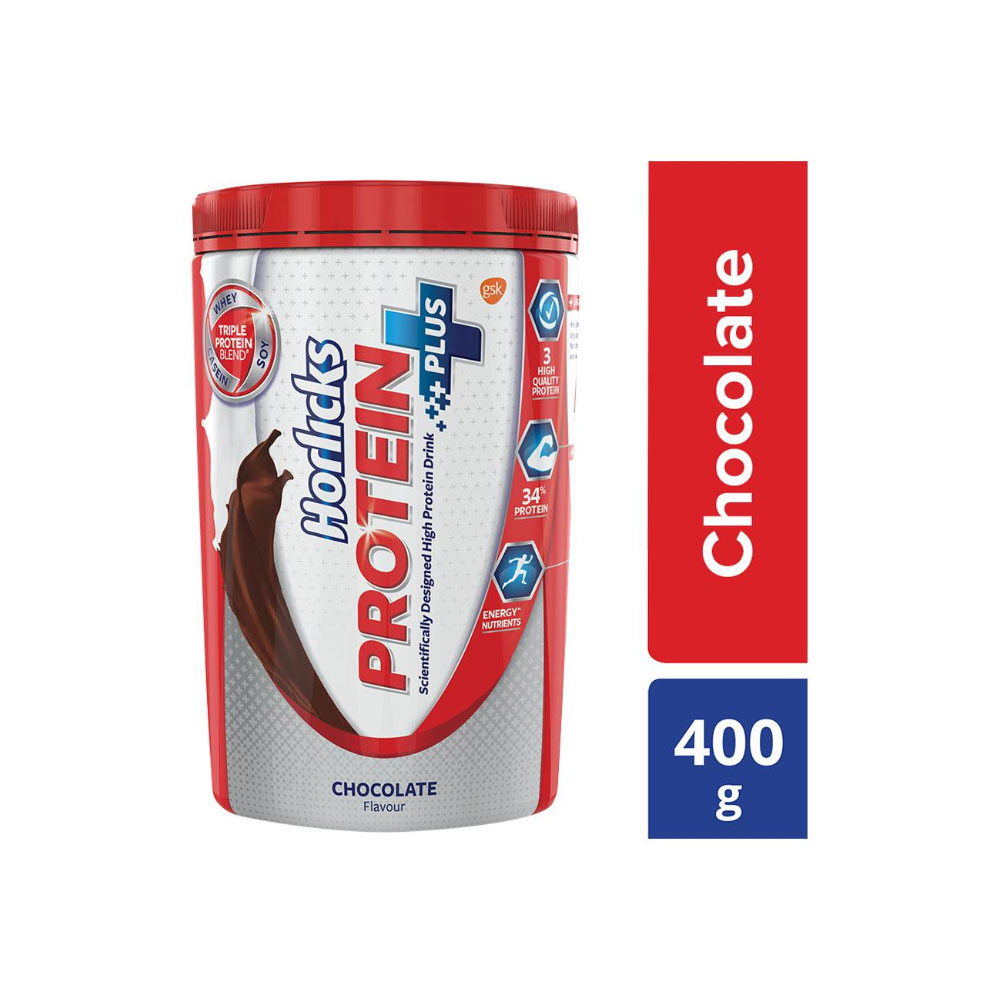 WHEY
TRIPLE
PROTEIN
BLEND#
CASEIN
SOY
Horlicks
PROTEIN
PLUS
Scientifically Designed High Protein Drink
gsk
3
HIGH
QUALITY
PROTEIN
34%
PROTEIN
ENERGY^
NUTRIENTS
CHOCOLATE
Flavour
Chocolate
400
g